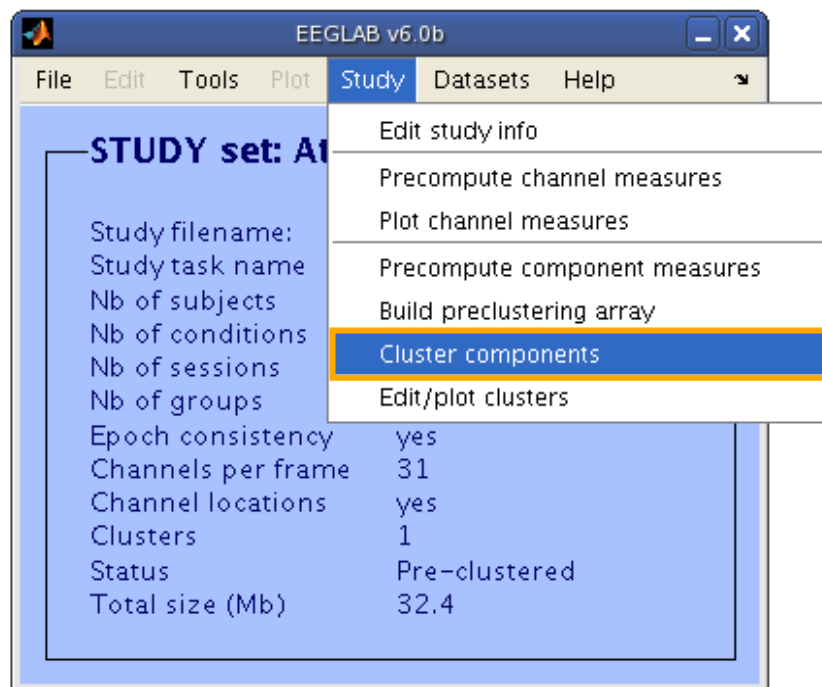 EEGLAB v6.0b
File Edit Tools Plot Study Datasets Help
Edit study info
STUDY set: At
Precompute channel measures
Plot channel measures
Study filename:
Study task name
Precompute component measures
Nb of subjects
Build preclustering array
Nb of conditions
Cluster components
Nb of sessions
Nb of groups
Edit/plot clusters
Epoch consistency yes
Channels per frame 31
Channel locations yes
Clusters 1
Status Pre-clustered
Total size (Mb) 32.4